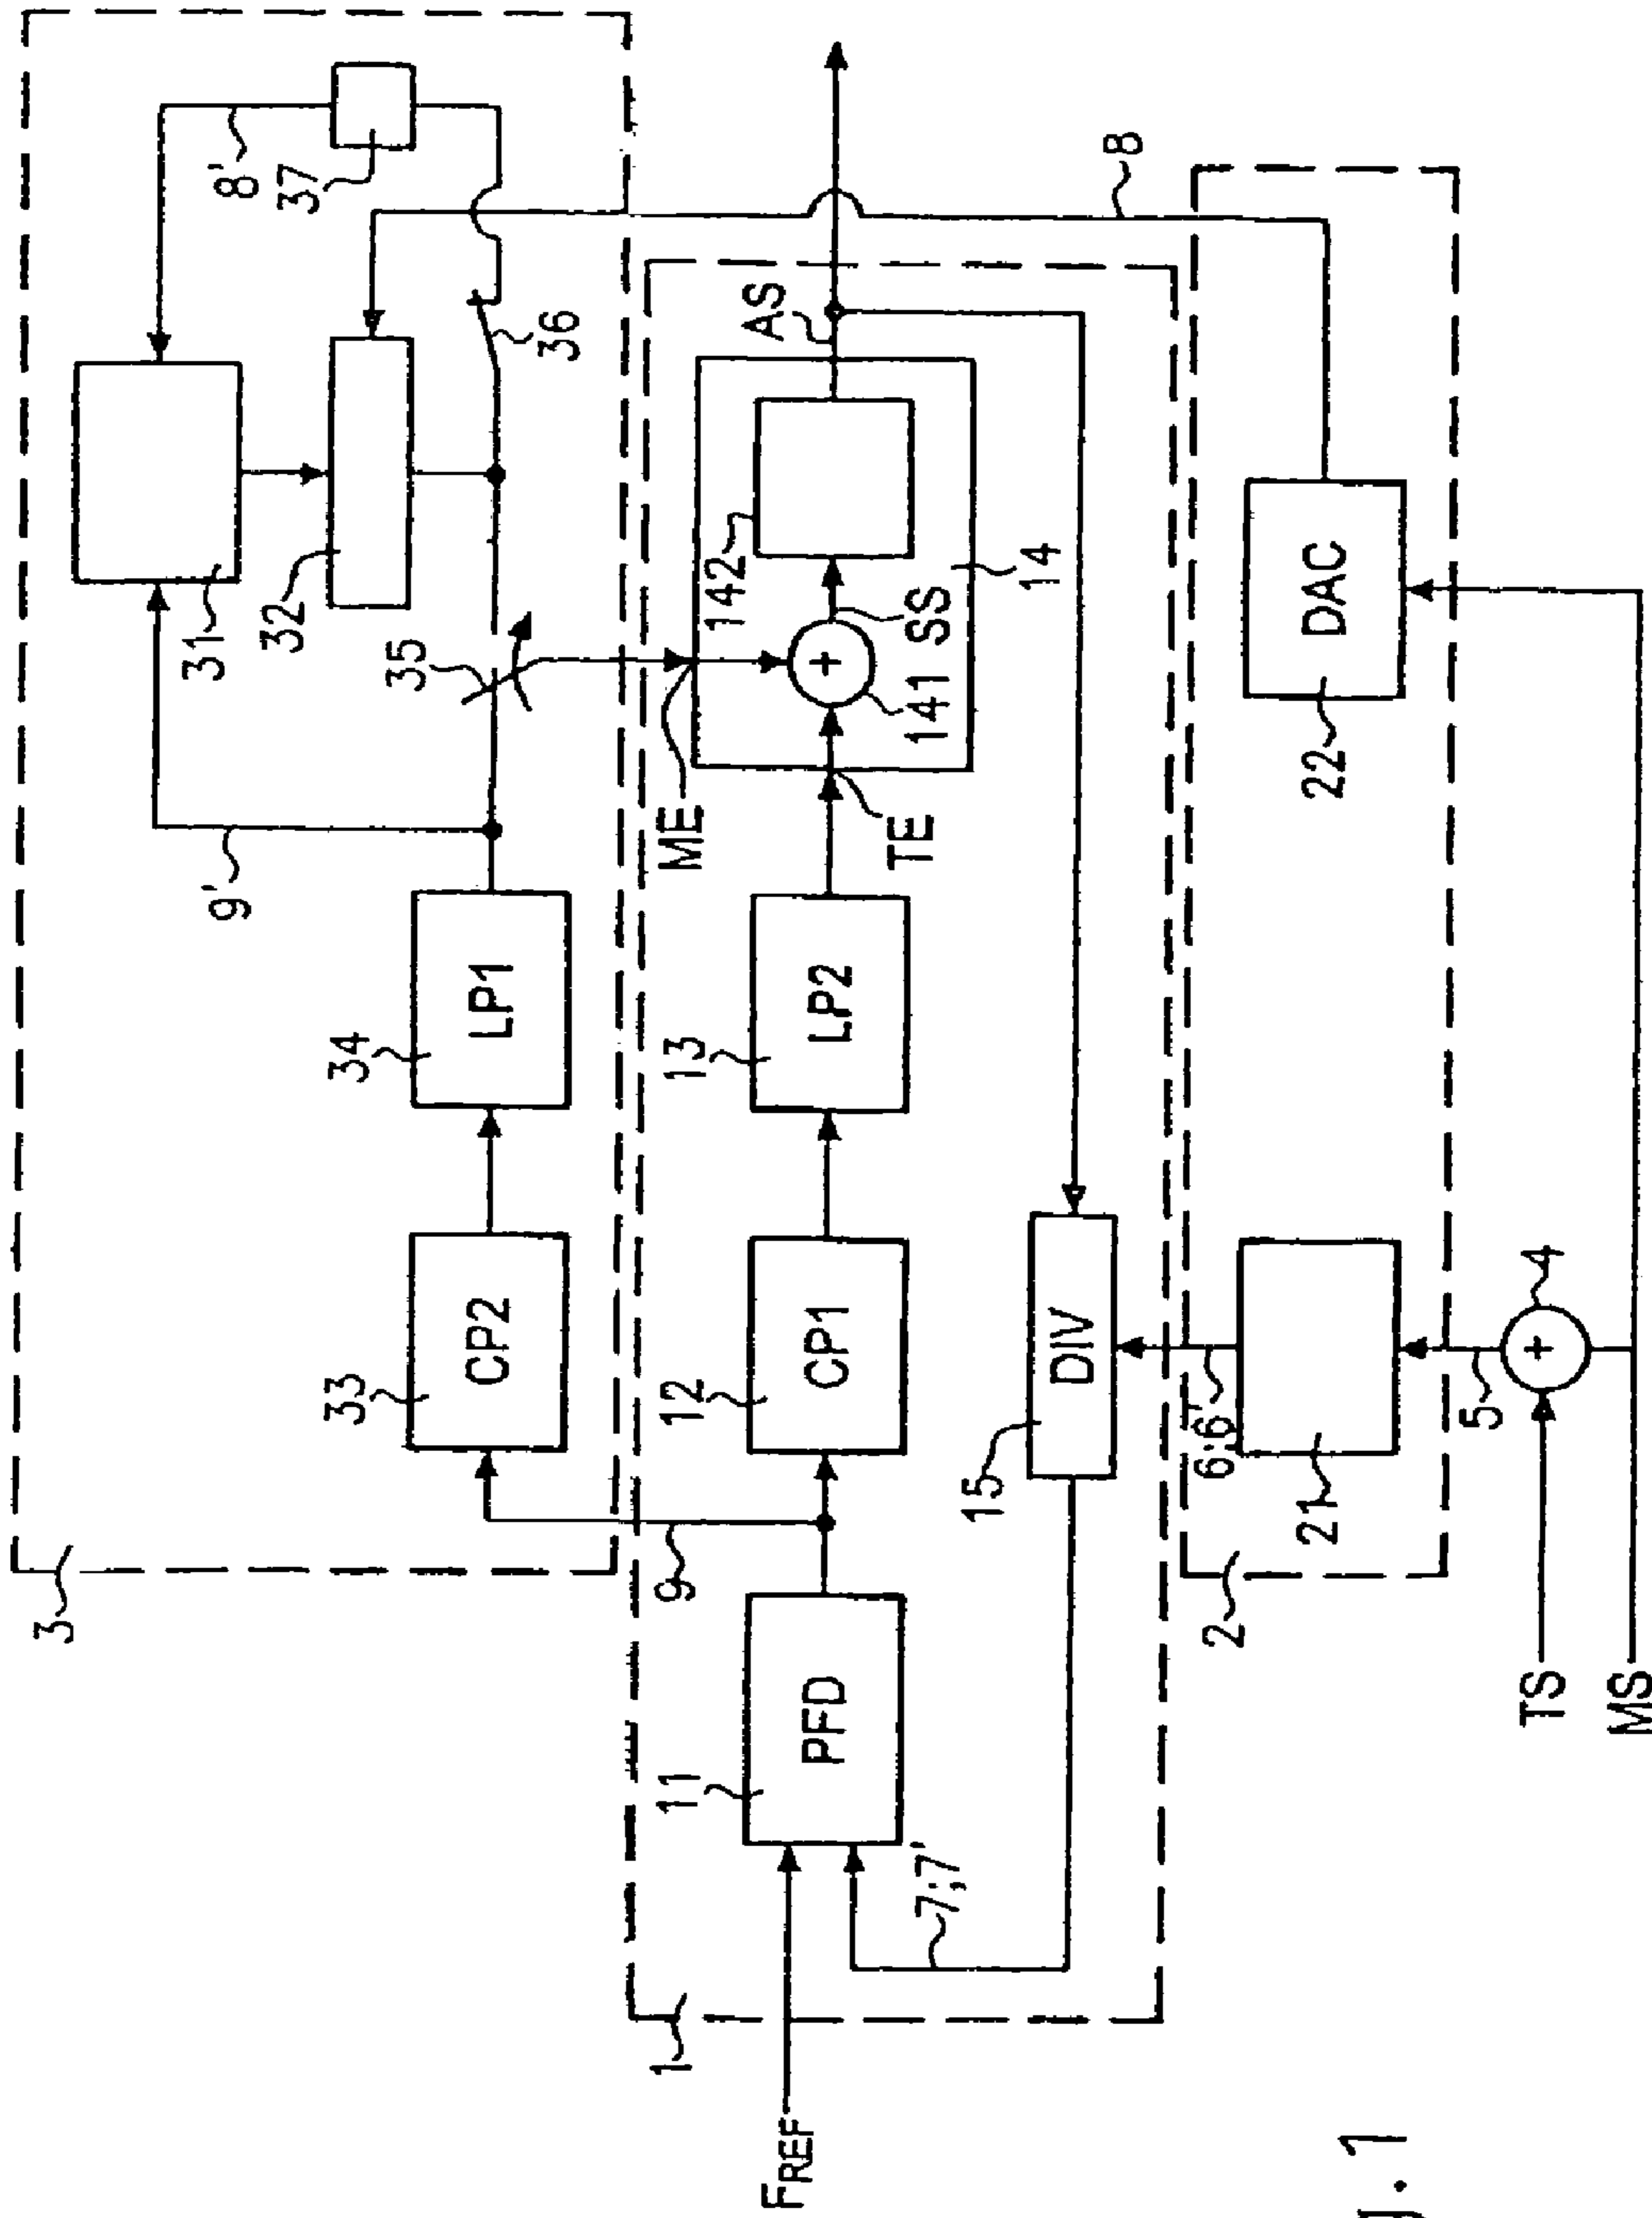 3
33
CP2
34
LP1
9'
35
31
32
36
37
8'
1
FREF
11
PFD
9
12
CP1
13
LP2
ME
TE
141
+
SS
142
14
AS
7;7'
15
DIV
8
2
21
6;6'
22
DAC
5
4
+
TS
MS
g. 1